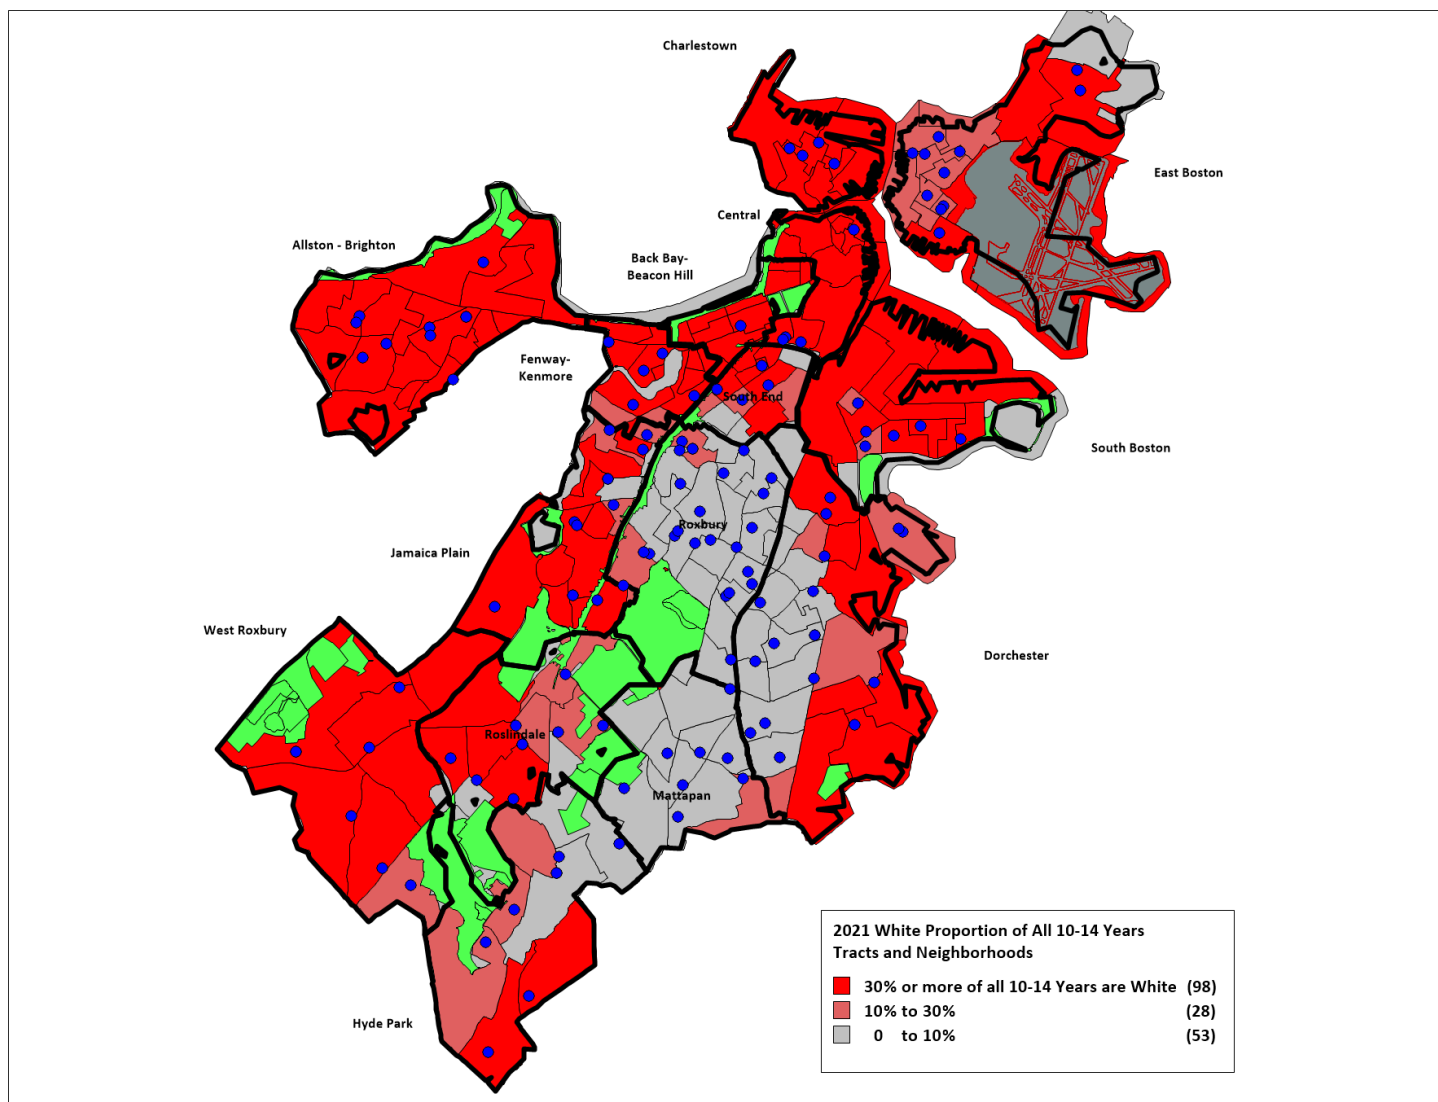 Charlestown
East Boston
Central
Allston - Brighton
Back Bay-
Beacon Hill
Fenway-
Kenmore
South End
South Boston
Roxbury
Jamaica Plain
West Roxbury
Dorchester
Roslindale
Mattapan
Hyde Park
2021 White Proportion of All 10-14 Years
Tracts and Neighborhoods
30% or more of all 10-14 Years are White (98)
10% to 30% (28)
0 to 10% (53)